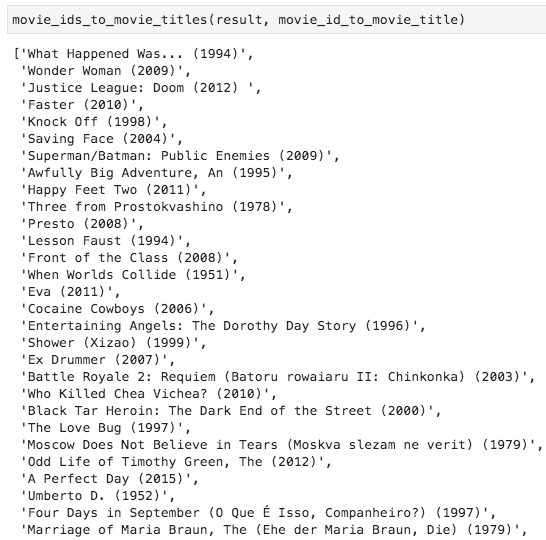 movie_ids_to_movie_titles(result, movie_id_to_movie_title)
['What Happened Was... (1994)',
'Wonder Woman (2009)',
'Justice League: Doom (2012) ',
'Faster (2010)',
'Knock Off (1998)',
'Saving Face (2004)',
'Superman/Batman: Public Enemies (2009)',
'Awfully Big Adventure, An (1995)',
'Happy Feet Two (2011)',
'Three from Prostokvashino (1978)',
'Presto (2008)',
'Lesson Faust (1994)',
'Front of the Class (2008)',
'When Worlds Collide (1951)',
'Eva (2011)',
'Cocaine Cowboys (2006)',
'Entertaining Angels: The Dorothy Day Story (1996)',
'Shower (Xizao) (1999)',
'Ex Drummer (2007)',
'Battle Royale 2: Requiem (Batoru rowaiaru II: Chinkonka) (2003)',
'Who Killed Chea Vichea? (2010)',
'Black Tar Heroin: The Dark End of the Street (2000)',
'The Love Bug (1997)',
'Moscow Does Not Believe in Tears (Moskva slezam ne verit) (1979)',
'Odd Life of Timothy Green, The (2012)',
'A Perfect Day (2015)',
'Umberto D. (1952)',
'Four Days in September (O Que É Isso, Companheiro?) (1997)',
'Marriage of Maria Braun, The (Ehe der Maria Braun, Die) (1979)',